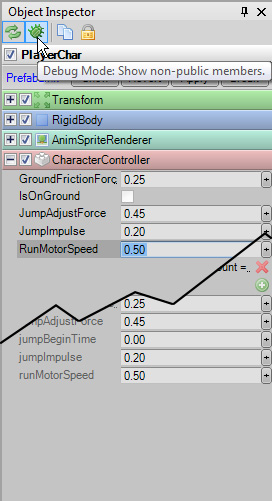 Object Inspector
PlayerChar
Debug Mode: Show non-public members.
Transform
RigidBody
AnimSpriteRenderer
CharacterController
GroundFrictionForc 0.25
IsOnGround
JumpAdjustForce 0.45
JumpImpulse 0.20
RunMotorSpeed 0.50
ount =..
0.25
0.45
jumpBeginTime 0.00
jumpImpulse 0.20
runMotorSpeed 0.50